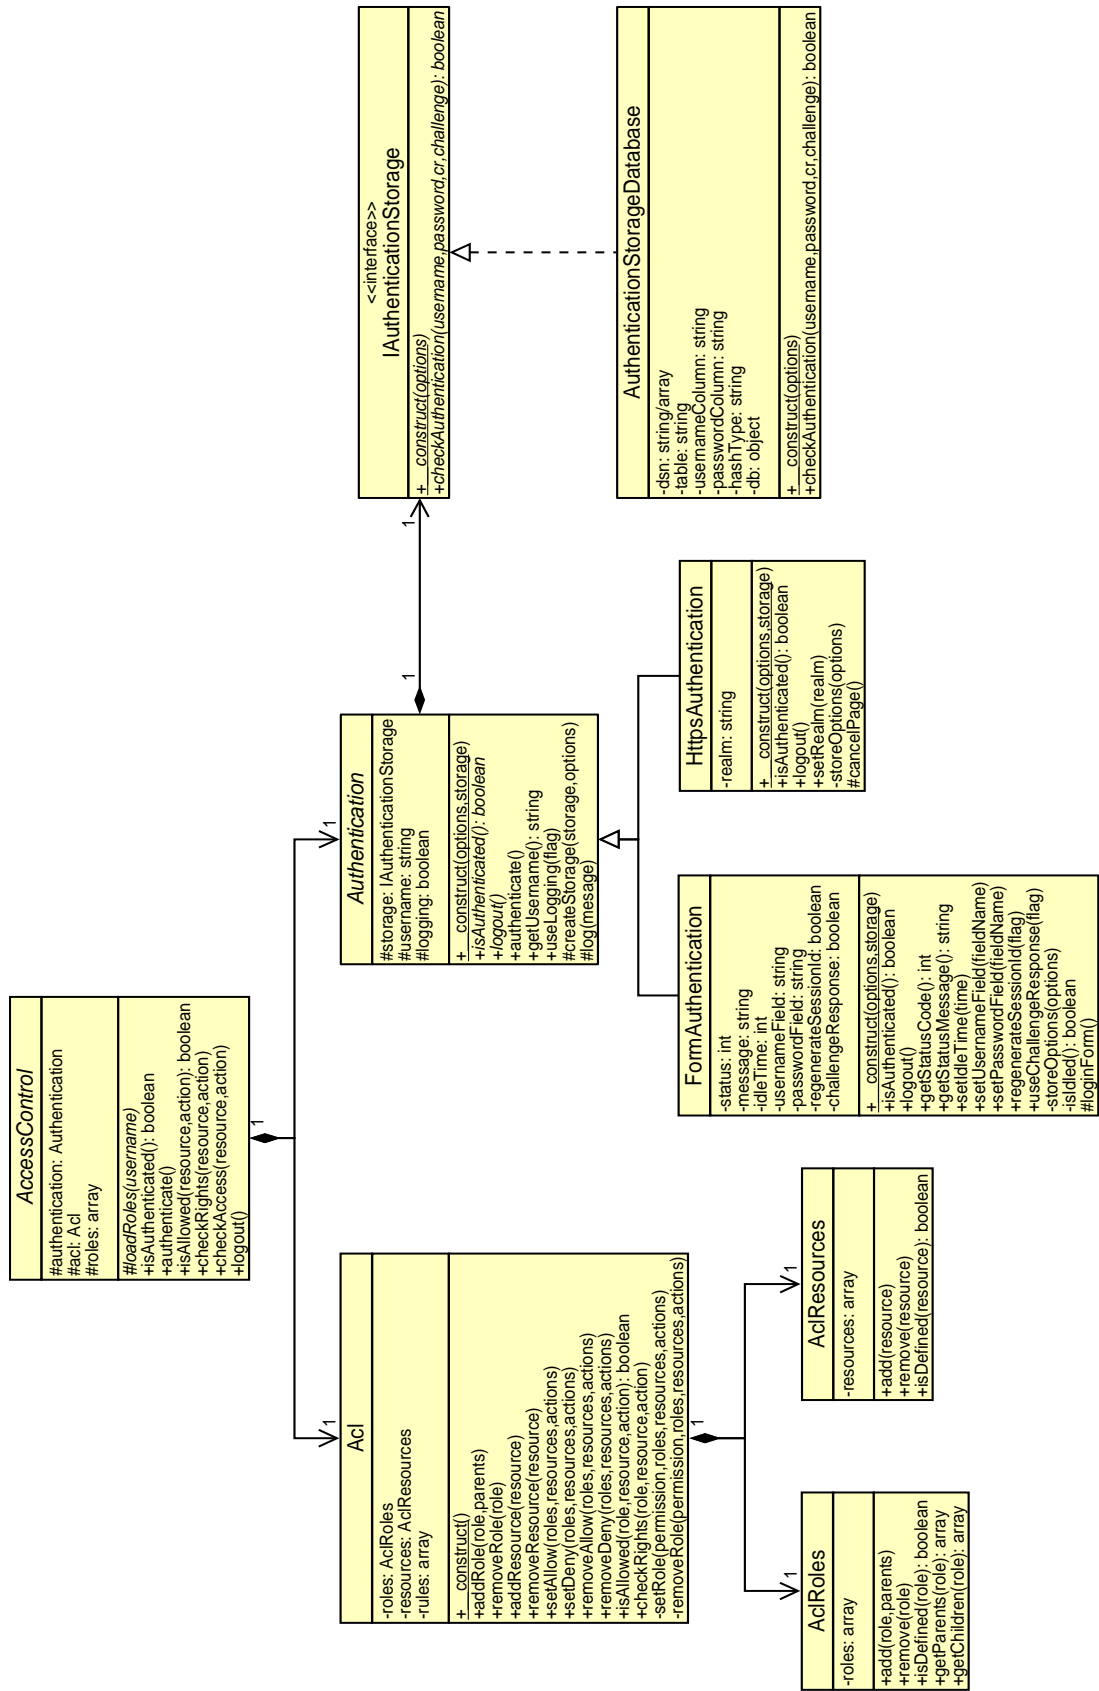 AccessControl
#authentication: Authentication
#acl: Acl
#roles: array
#loadRoles(username)
+isAuthenticated(): boolean
+authenticate()
+isAllowed(resource,action): boolean
+checkRights(resource,action)
+checkAccess(resource,action)
+logout()
1
1
1
Acl
-roles: AclRoles
-resources: AclResources
-rules: array
+__construct()
+addRole(role,parents)
+removeRole(role)
+addResource(resource)
+removeResource(resource)
+setAllow(roles,resources,actions)
+setDeny(roles,resources,actions)
+removeAllow(roles,resources,actions)
+removeDeny(roles,resources,actions)
+isAllowed(role,resource,action): boolean
+checkRights(role,resource,action)
-setRole(permission,roles,resources,actions)
-removeRole(permission,roles,resources,actions)
1
1
1
AclRoles
-roles: array
+add(role,parents)
+remove(role)
+isDefined(role): boolean
+getParents(role): array
+getChildren(role): array
AclResources
-resources: array
+add(resource)
+remove(resource)
+isDefined(resource): boolean
Authentication
#storage: IAuthenticationStorage
#username: string
#logging: boolean
+__construct(options,storage)
+isAuthenticated(): boolean
+logout()
+authenticate()
+getUsername(): string
+useLogging(flag)
#createStorage(storage,options)
#log(message)
1
1
FormAuthentication
-status: int
-message: string
-idleTime: int
-usernameField: string
-passwordField: string
-regenerateSessionId: boolean
-challengeResponse: boolean
+__construct(options,storage)
+isAuthenticated(): boolean
+logout()
+getStatusCode(): int
+getStatusMessage(): string
+setIdleTime(time)
+setUsernameField(fieldName)
+setPasswordField(fieldName)
+regenerateSessionId(flag)
+useChallengeResponse(flag)
-storeOptions(options)
-isIdled(): boolean
#loginForm()
HttpsAuthentication
-realm: string
+__construct(options,storage)
+isAuthenticated(): boolean
+logout()
+setRealm(realm)
-storeOptions(options)
#cancelPage()
<<interface>>
IAuthenticationStorage
+__construct(options)
+checkAuthentication(username,password,cr,challenge): boolean
AuthenticationStorageDatabase
-dsn: string/array
-table: string
-usernameColumn: string
-passwordColumn: string
-hashType: string
-db: object
+__construct(options)
+checkAuthentication(username,password,cr,challenge): boolean